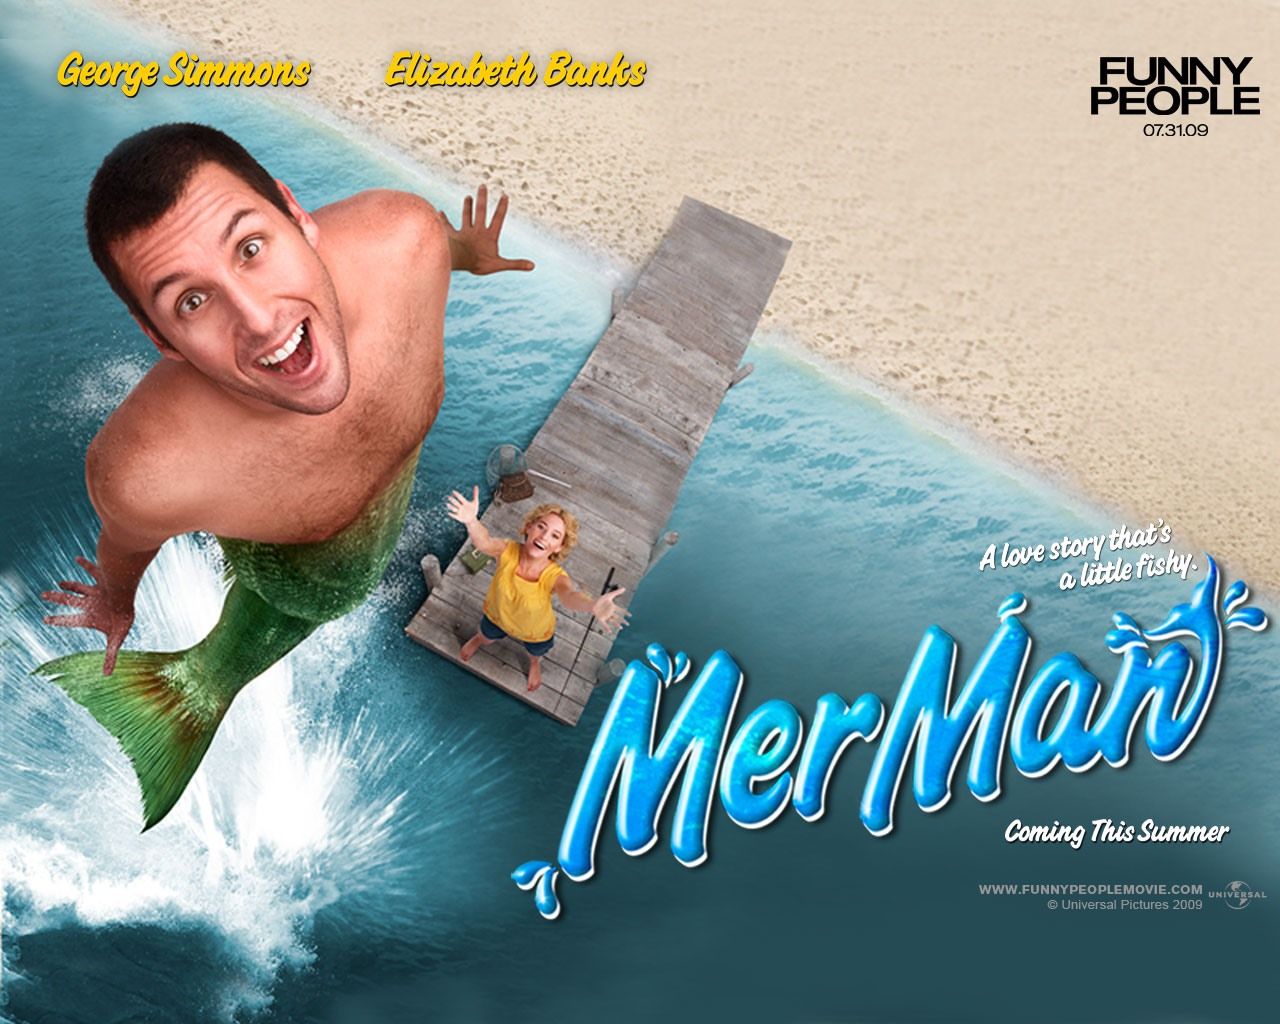 George Simmons
Elizabeth Banks
FUNNY
PEOPLE
07.31.09
A love story that's
a little fishy.
MerMan
Coming This Summer
WWW.FUNNYPEOPLEMOVIE.COM
UNIVERSAL
© Universal Pictures 2009